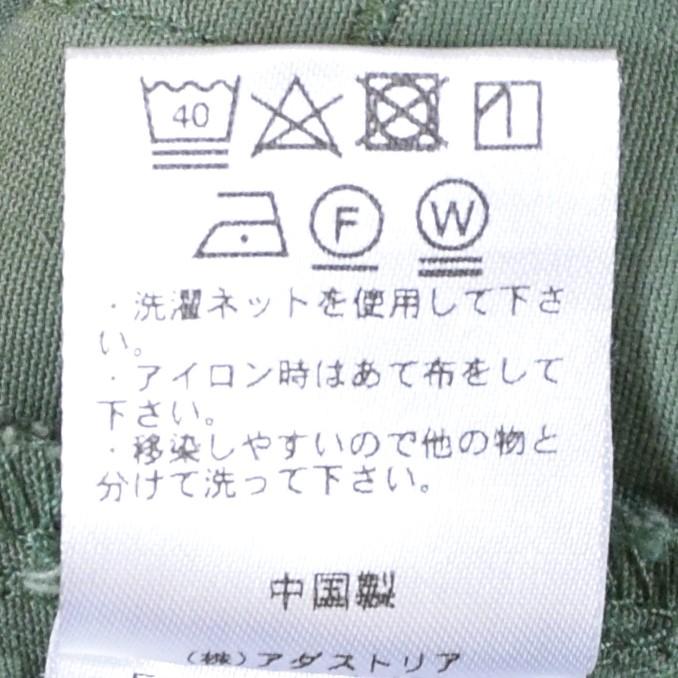 40
F W
・洗濯ネットを使用して下さ
い。
・アイロン時はあて布をして
下さい。
・移染しやすいので他の物と
分けて洗って下さい。
中国製
(株)アダストリア